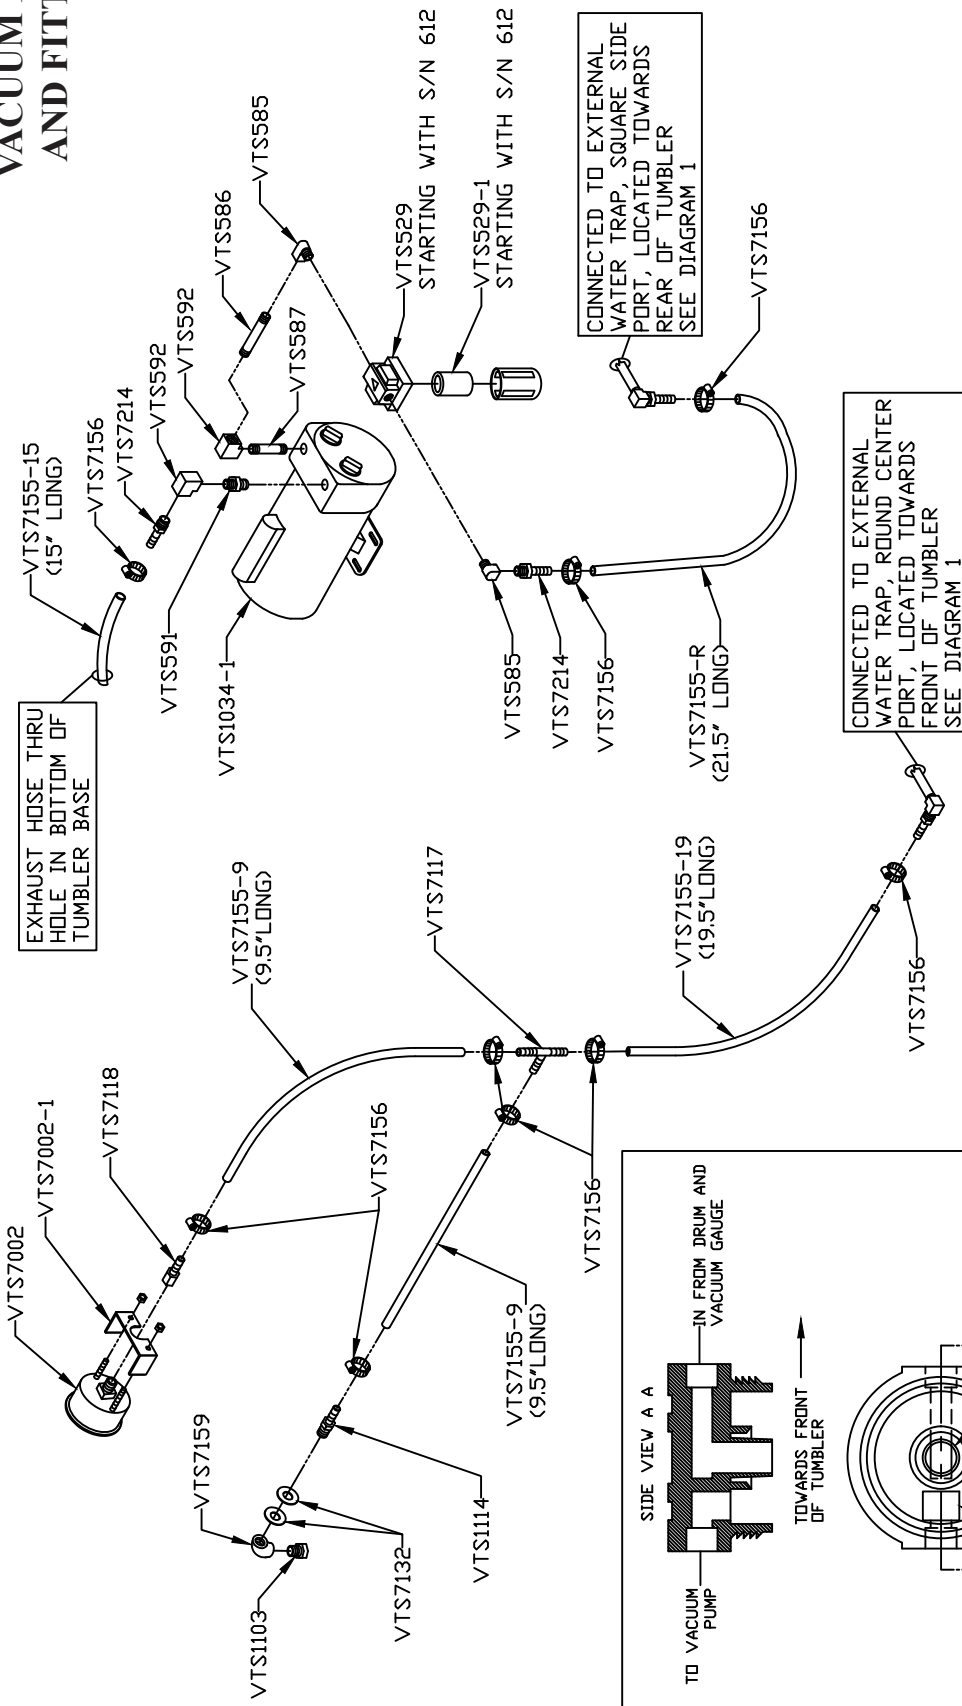 VACUUM
AND FITT
EXHAUST HOSE THRU
HOLE IN BOTTOM OF
TUMBLER BASE
VTS7155-15
(15" LONG)
VTS7156
VTS7214
VTS592
VTS592
VTS586
VTS585
VTS587
VTS591
VTS1034-1
VTS529
STARTING WITH S/N 612
VTS529-1
STARTING WITH S/N 612
CONNECTED TO EXTERNAL
WATER TRAP, SQUARE SIDE
PORT, LOCATED TOWARDS
REAR OF TUMBLER
SEE DIAGRAM 1
VTS7156
VTS585
VTS7214
VTS7156
VTS7155-R
(21.5" LONG)
CONNECTED TO EXTERNAL
WATER TRAP, ROUND CENTER
PORT, LOCATED TOWARDS
FRONT OF TUMBLER
SEE DIAGRAM 1
VTS7002
VTS7002-1
VTS7118
VTS7155-9
(9.5"LONG)
VTS7156
VTS7117
VTS7155-19
(19.5"LONG)
VTS7156
VTS7156
VTS7155-9
(9.5"LONG)
VTS7159
VTS1103
VTS7132
VTS1114
SIDE VIEW A A
IN FROM DRUM AND
VACUUM GAUGE
TO VACUUM
PUMP
TOWARDS FRONT
OF TUMBLER